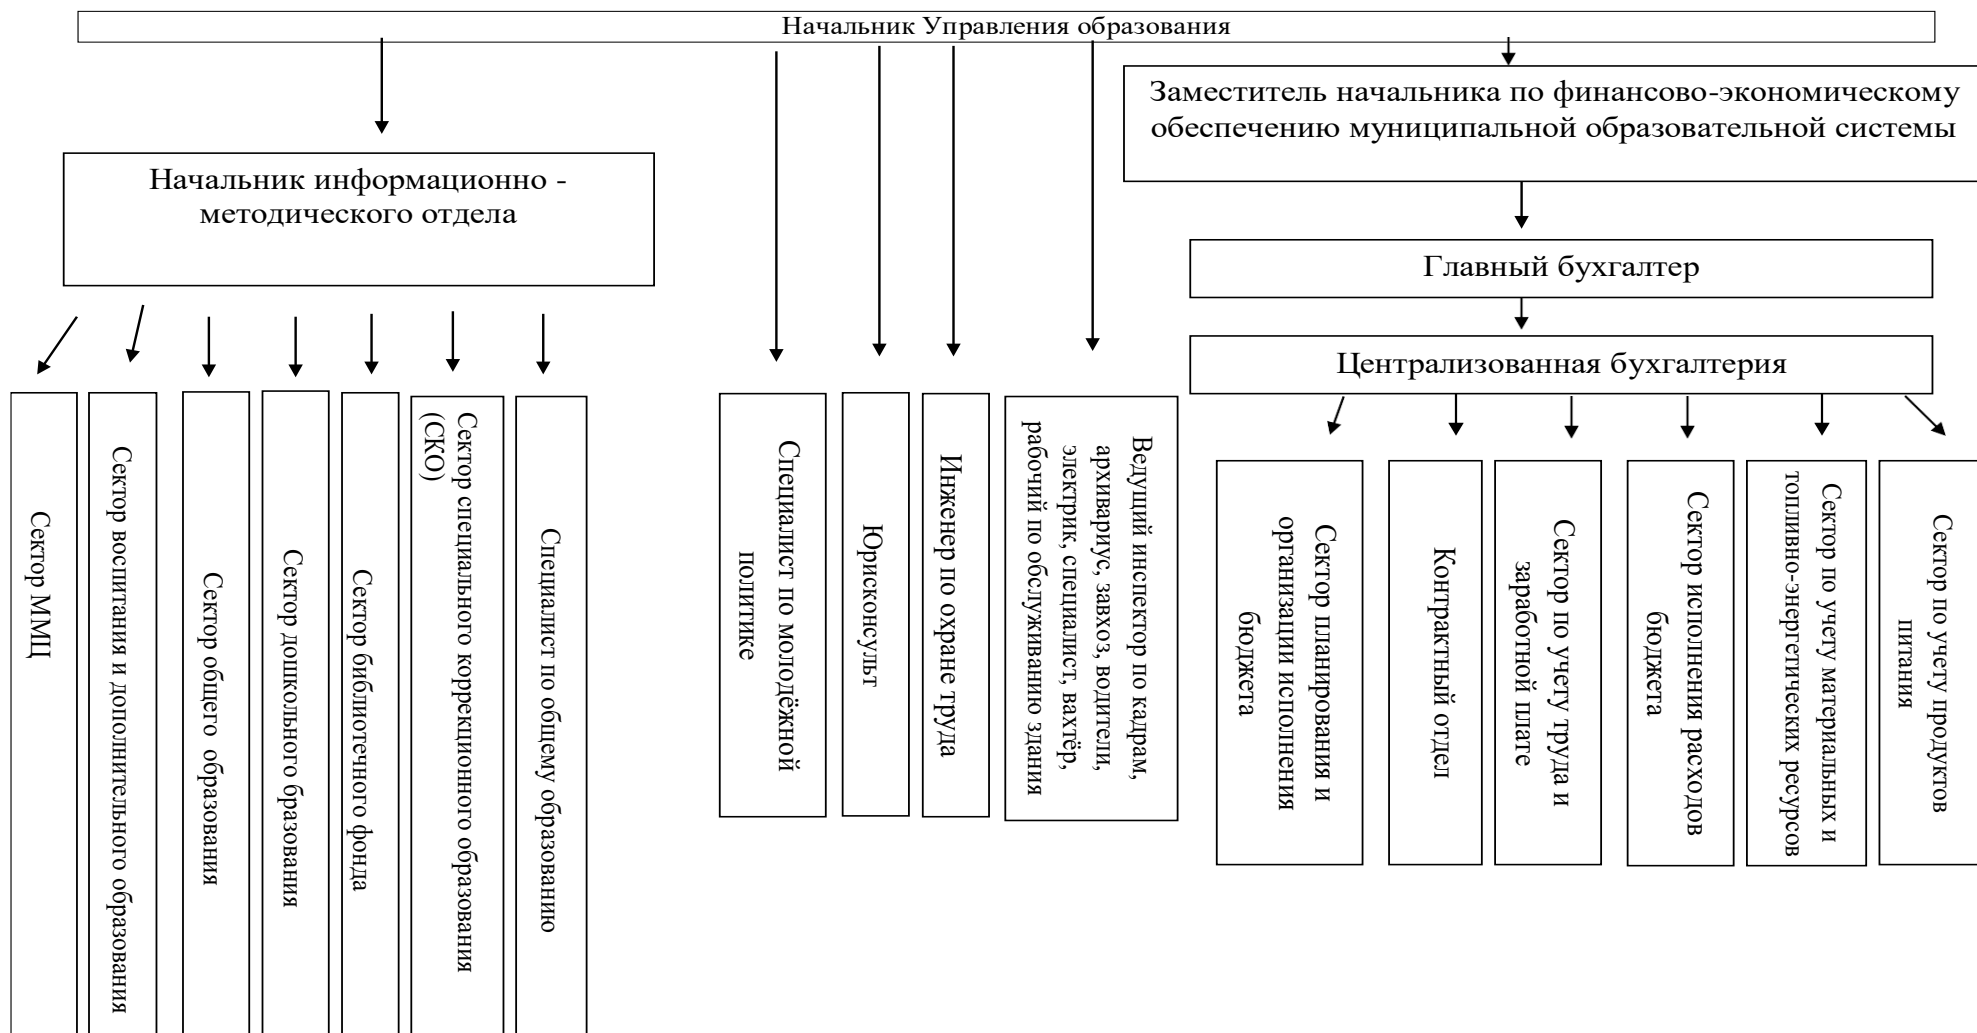 Начальник Управления образования
Заместитель начальника по финансово-экономическому
обеспечению муниципальной образовательной системы
Начальник информационно -
методического отдела
Главный бухгалтер
Централизованная бухгалтерия
Сектор ММЦ
Сектор воспитания и дополнительного образования
Сектор общего образования
Сектор дошкольного бразования
Сектор библиотечного фонда
Сектор специального коррекционного образования
(СКО)
Специалист по общему образованию
Специалист по молодёжной
политике
Юрисконсульт
Инженер по охране труда
Ведущий инспектор по кадрам,
архивариус, завхоз, водители,
электрик, специалист, вахтёр,
рабочий по обслуживанию здания
Сектор планирования и
организации исполнения
бюджета
Контрактный отдел
Сектор по учету труда и
заработной плате
Сектор исполнения расходов
бюджета
Сектор по учету материальных и
топливно-энергетических ресурсов
Сектор по учету продуктов
питания